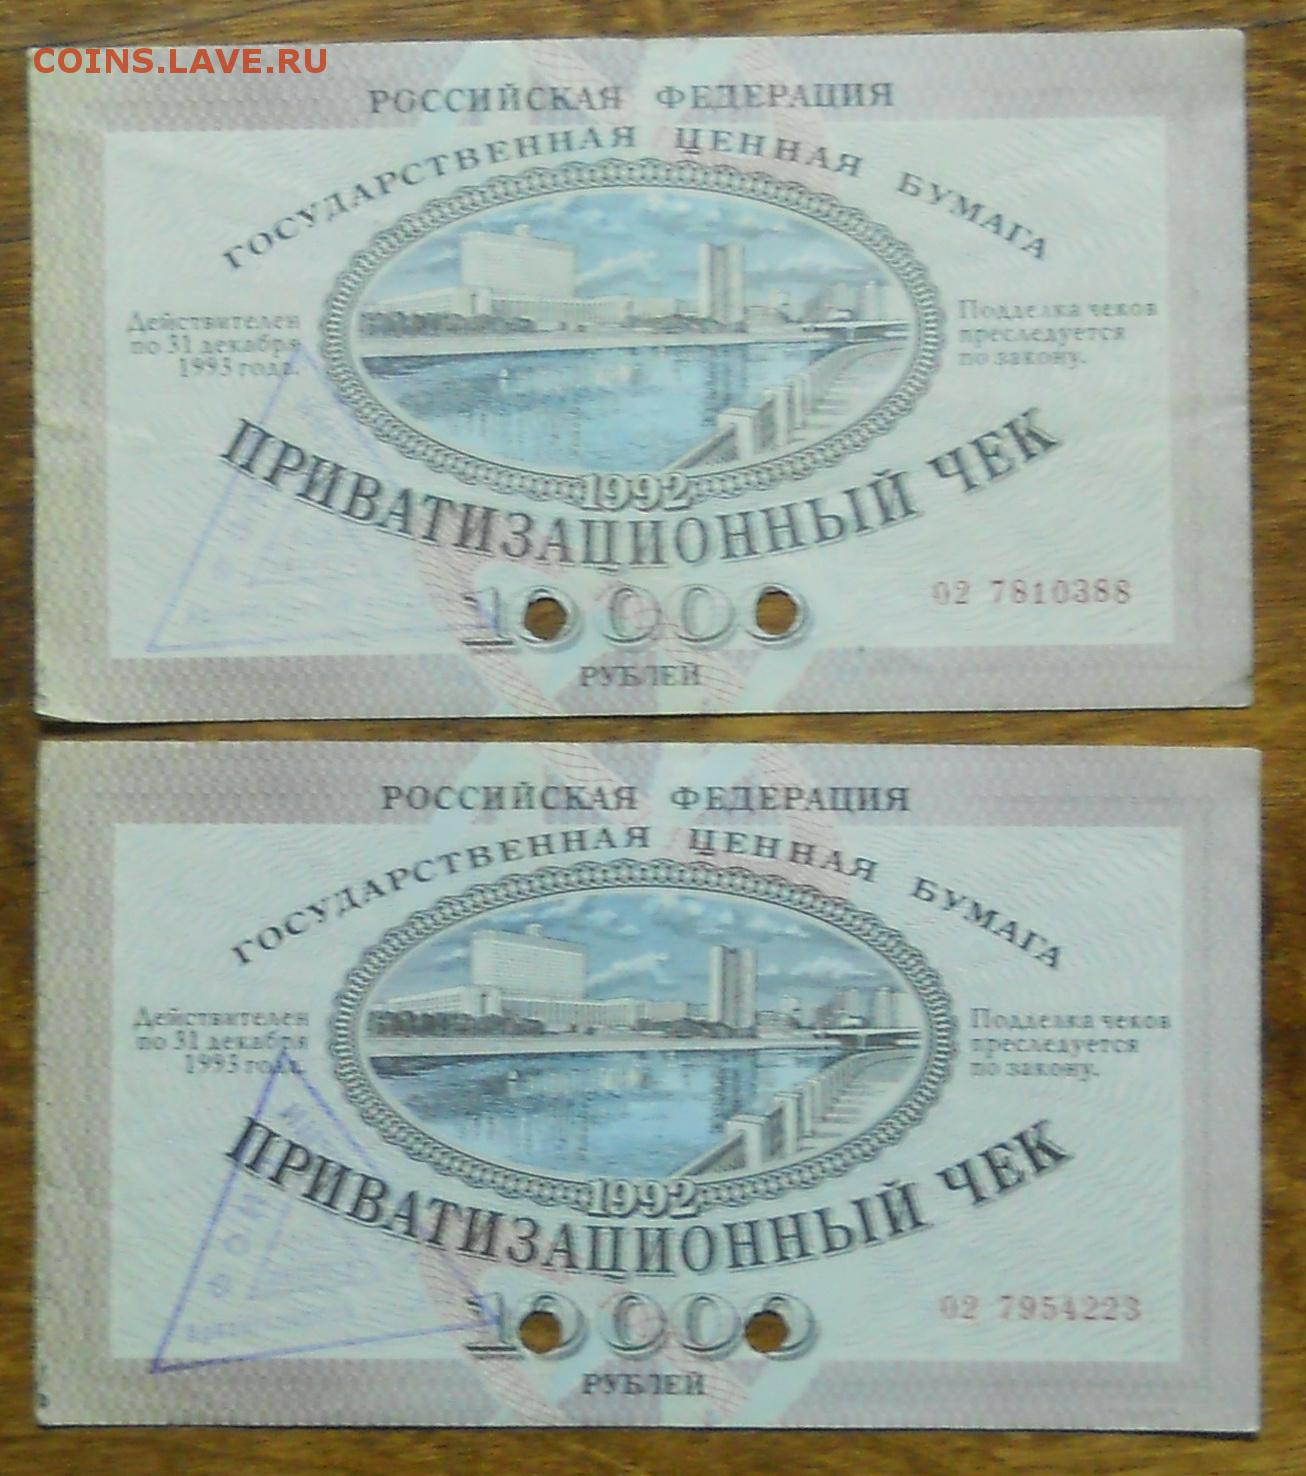 COINS.LAVE.RU
РОССИЙСКАЯ ФЕДЕРАЦИЯ
ГОСУДАРСТВЕННАЯ ЦЕННАЯ БУМАГА
Действителен
по 31 декабря
1993 года.
Подделка чеков
преследуется
по закону.
1992
ПРИВАТИЗАЦИОННЫЙ ЧЕК
10000
РУБЛЕЙ
02 7810388
РОССИЙСКАЯ ФЕДЕРАЦИЯ
ГОСУДАРСТВЕННАЯ ЦЕННАЯ БУМАГА
Действителен
по 31 декабря
1993 года.
Подделка чеков
преследуется
по закону.
1992
ПРИВАТИЗАЦИОННЫЙ ЧЕК
10000
РУБЛЕЙ
02 7954223